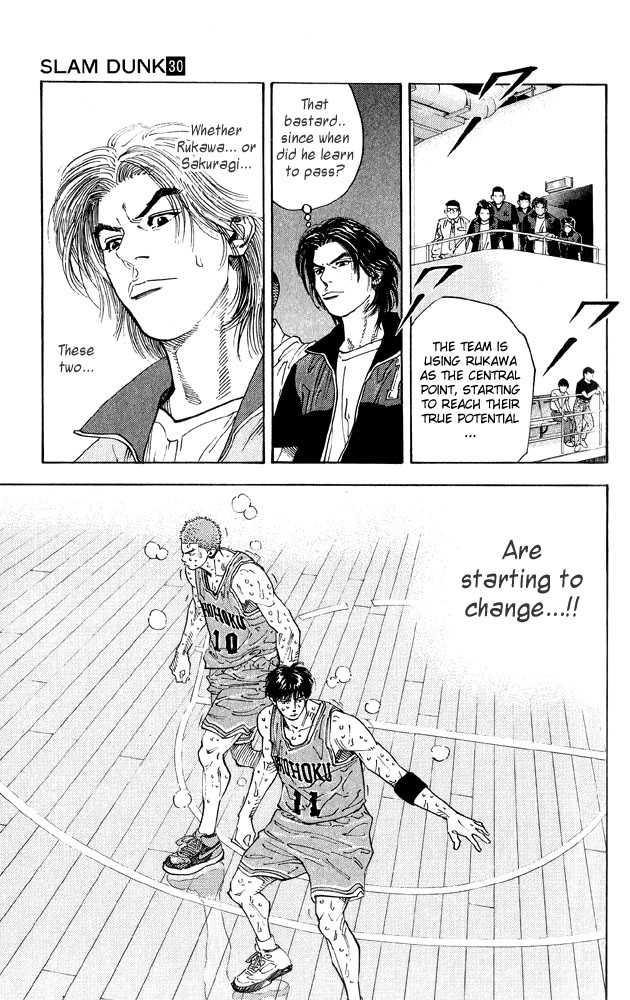 SLAM DUNK 30
THE TEAM IS
USING RUKAWA
AS THE CENTRAL
POINT, STARTING
TO REACH THEIR
TRUE POTENTIAL
...
That
bastard..
since when
did he learn
to pass?
Whether
Rukawa... or
Sakuragi...
These
two...
Are
starting to
change...!!
SHOHOKU
10
SHOHOKU
11